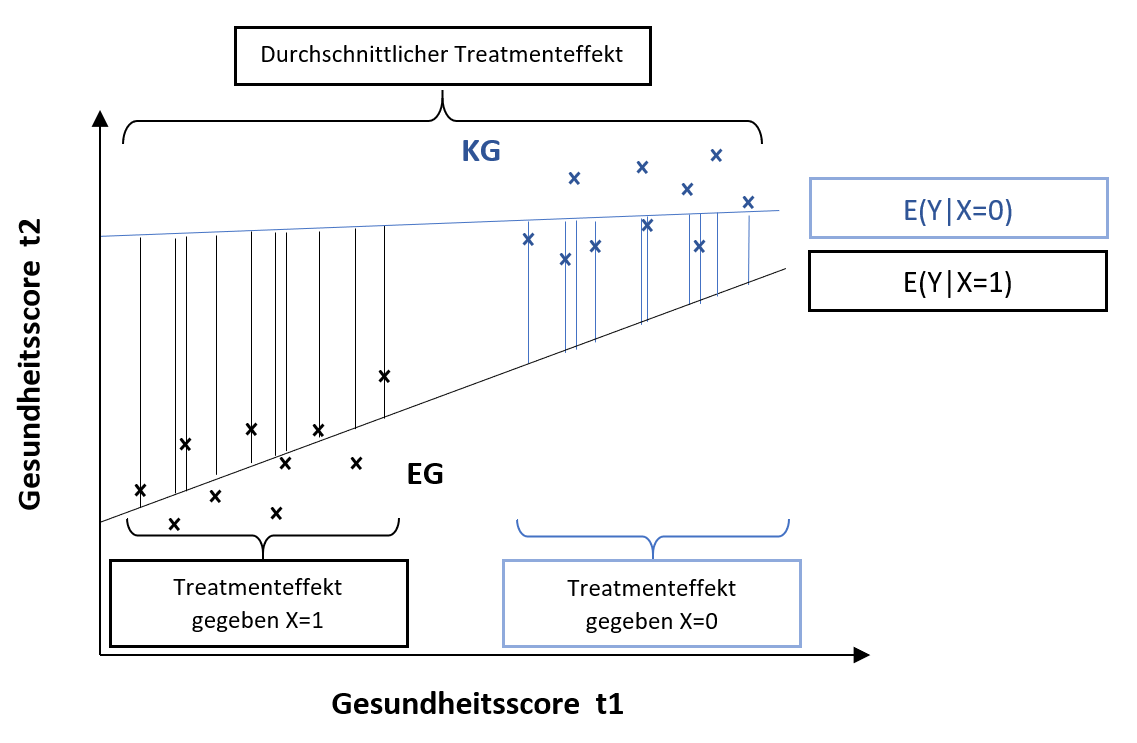 Durchschnittlicher Treatmenteffekt
KG
E(Y|X=0)
E(Y|X=1)
Gesundheitsscore t2
EG
Treatmenteffekt
gegeben X=1
Treatmenteffekt
gegeben X=0
Gesundheitsscore t1